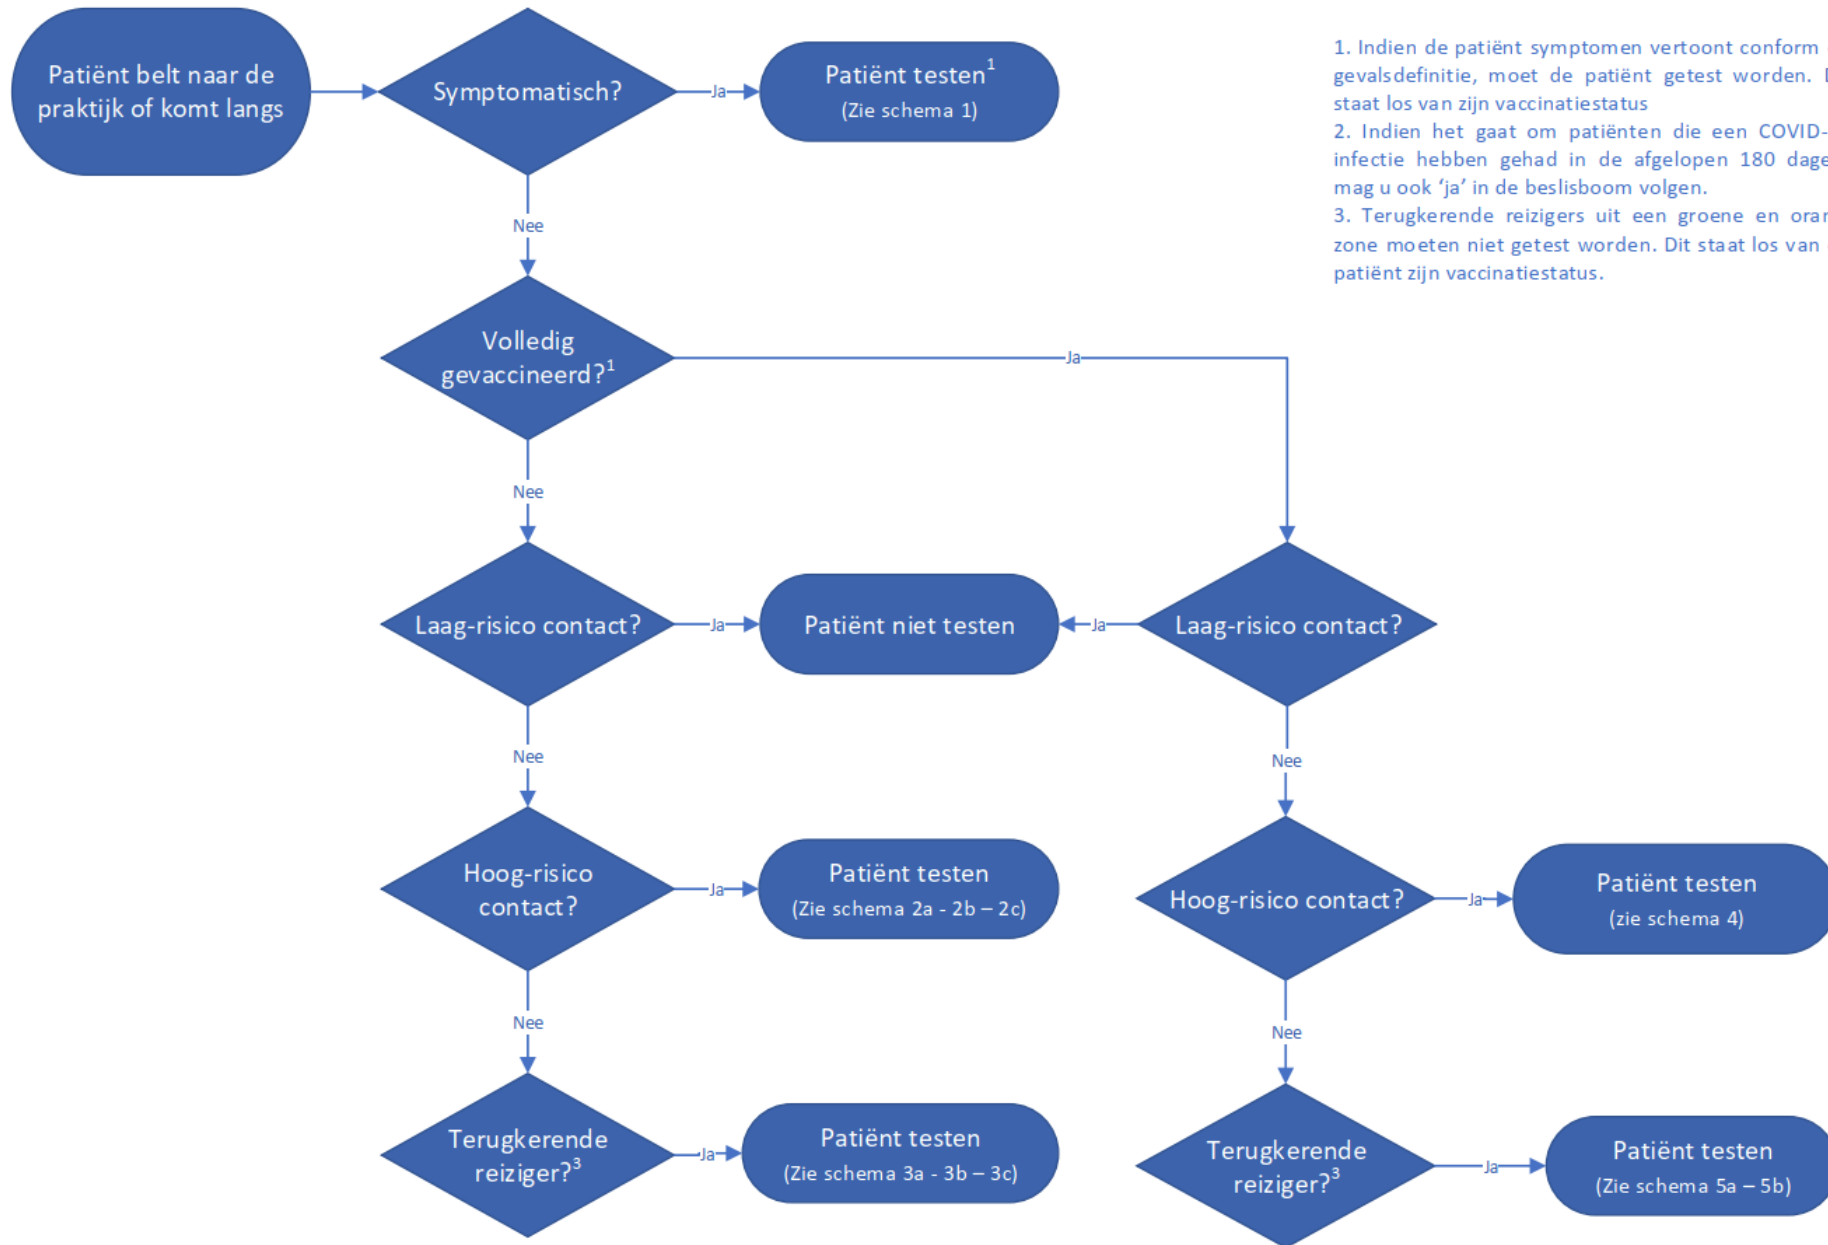 Patiënt belt naar de
praktijk of komt langs
Symptomatisch?
Ja
Patiënt testen1
(Zie schema 1)
1. Indien de patiënt symptomen vertoont conform
gevalsdefinitie, moet de patiënt getest worden.
staat los van zijn vaccinatiestatus
2. Indien het gaat om patiënten die een COVID-
infectie hebben gehad in de afgelopen 180
mag u ook ‘ja’ in de beslisboom volgen.
3. Terugkerende reizigers uit een groene en
zone moeten niet getest worden. Dit staat los van
patiënt zijn vaccinatiestatus.
Nee
Volledig
gevaccineerd?1
Ja
Nee
Laag-risico contact?
Ja
Patiënt niet testen
Ja
Laag-risico contact?
Nee
Nee
Hoog-risico
contact?
Ja
Patiënt testen
(Zie schema 2a - 2b – 2c)
Hoog-risico contact?
Ja
Patiënt testen
(zie schema 4)
Nee
Nee
Terugkerende
reiziger?3
Ja
Patiënt testen
(Zie schema 3a - 3b – 3c)
Terugkerende
reiziger?3
Ja
Patiënt testen
(Zie schema 5a – 5b)